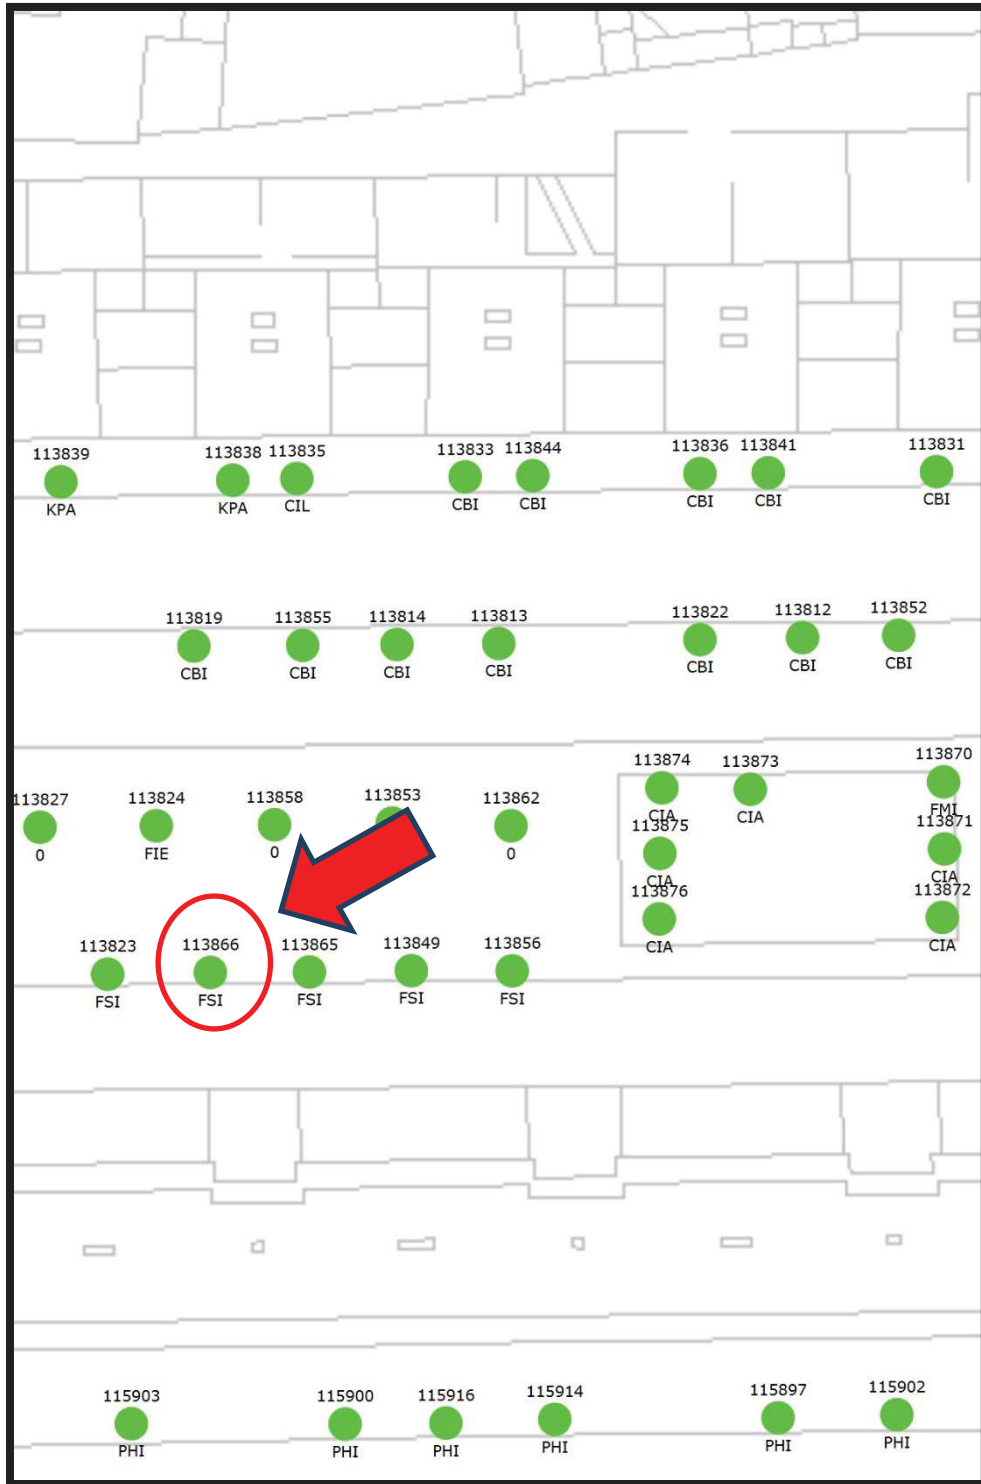 113839 113838 113835 113833 113844 113836 113841 113831
KPA KPA CIL CBI CBI CBI CBI CBI
113819 113855 113814 113813 113822 113812 113852
CBI CBI CBI CBI CBI CBI CBI
113874 113873 113870
CIA CIA FMI
113827 113824 113858 113853 113862
0 FIE 0 0
113875 113871
CIA CIA
113876 113872
CIA CIA
113823 113866 113865 113849 113856
FSI FSI FSI FSI FSI
115903 115900 115916 115914 115897 115902
PHI PHI PHI PHI PHI PHI